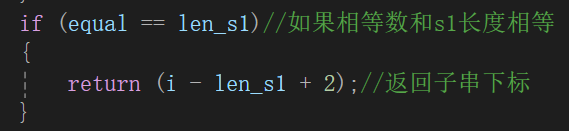 if (equal == len_s1)//如果相等数和s1长度相等
{
return (i - len_s1 + 2);//返回子串下标
}